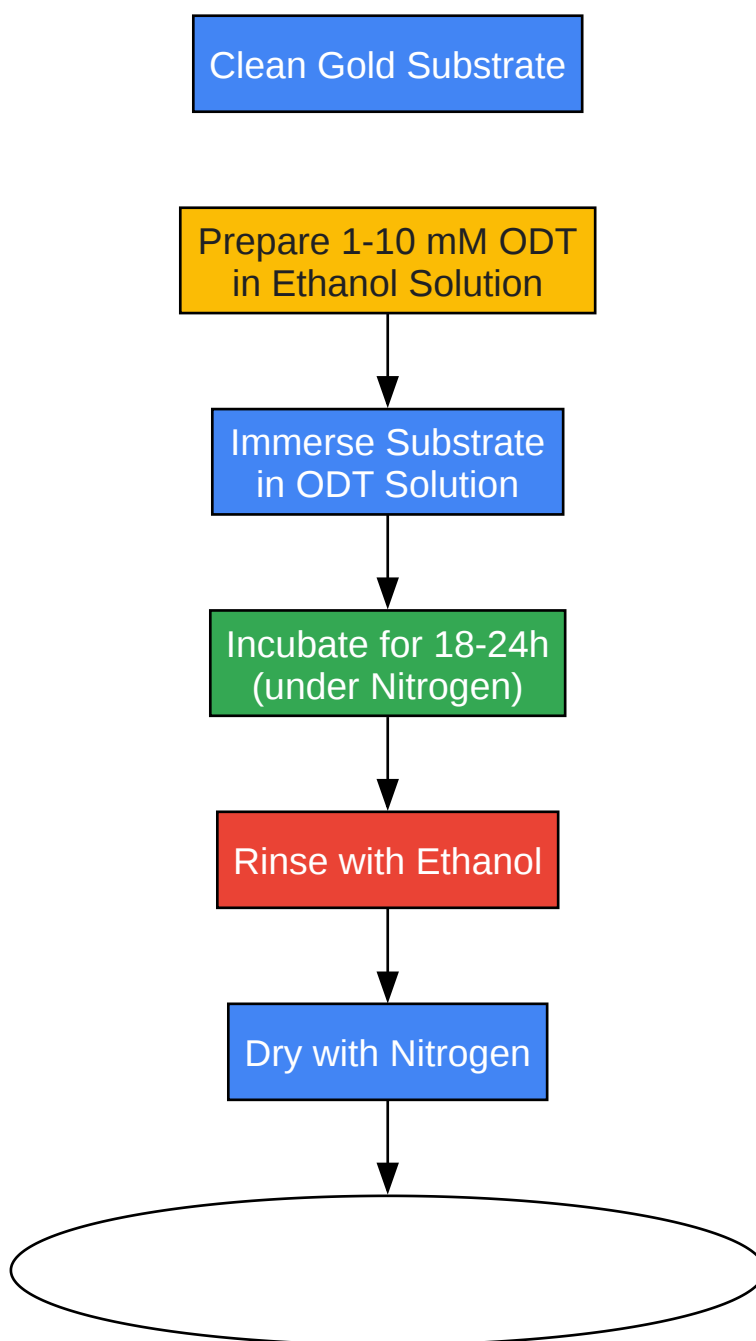 Clean Gold Substrate
Prepare 1-10 mM ODT
in Ethanol Solution
Immerse Substrate
in ODT Solution
Incubate for 18-24h
(under Nitrogen)
Rinse with Ethanol
Dry with Nitrogen